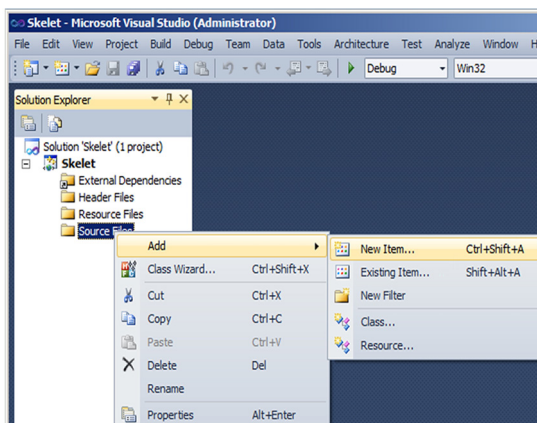 Skelet - Microsoft Visual Studio (Administrator)
File Edit View Project Build Debug Team Data Tools Architecture Test Analyze Window H
Debug Win32
Solution Explorer
Solution 'Skelet' (1 project)
Skelet
External Dependencies
Header Files
Resource Files
Source Files
Add
New Item... Ctrl+Shift+A
Class Wizard... Ctrl+Shift+X
Existing Item... Shift+Alt+A
Cut Ctrl+X
New Filter
Copy Ctrl+C
Class...
Paste Ctrl+V
Resource...
Delete Del
Rename
Properties Alt+Enter